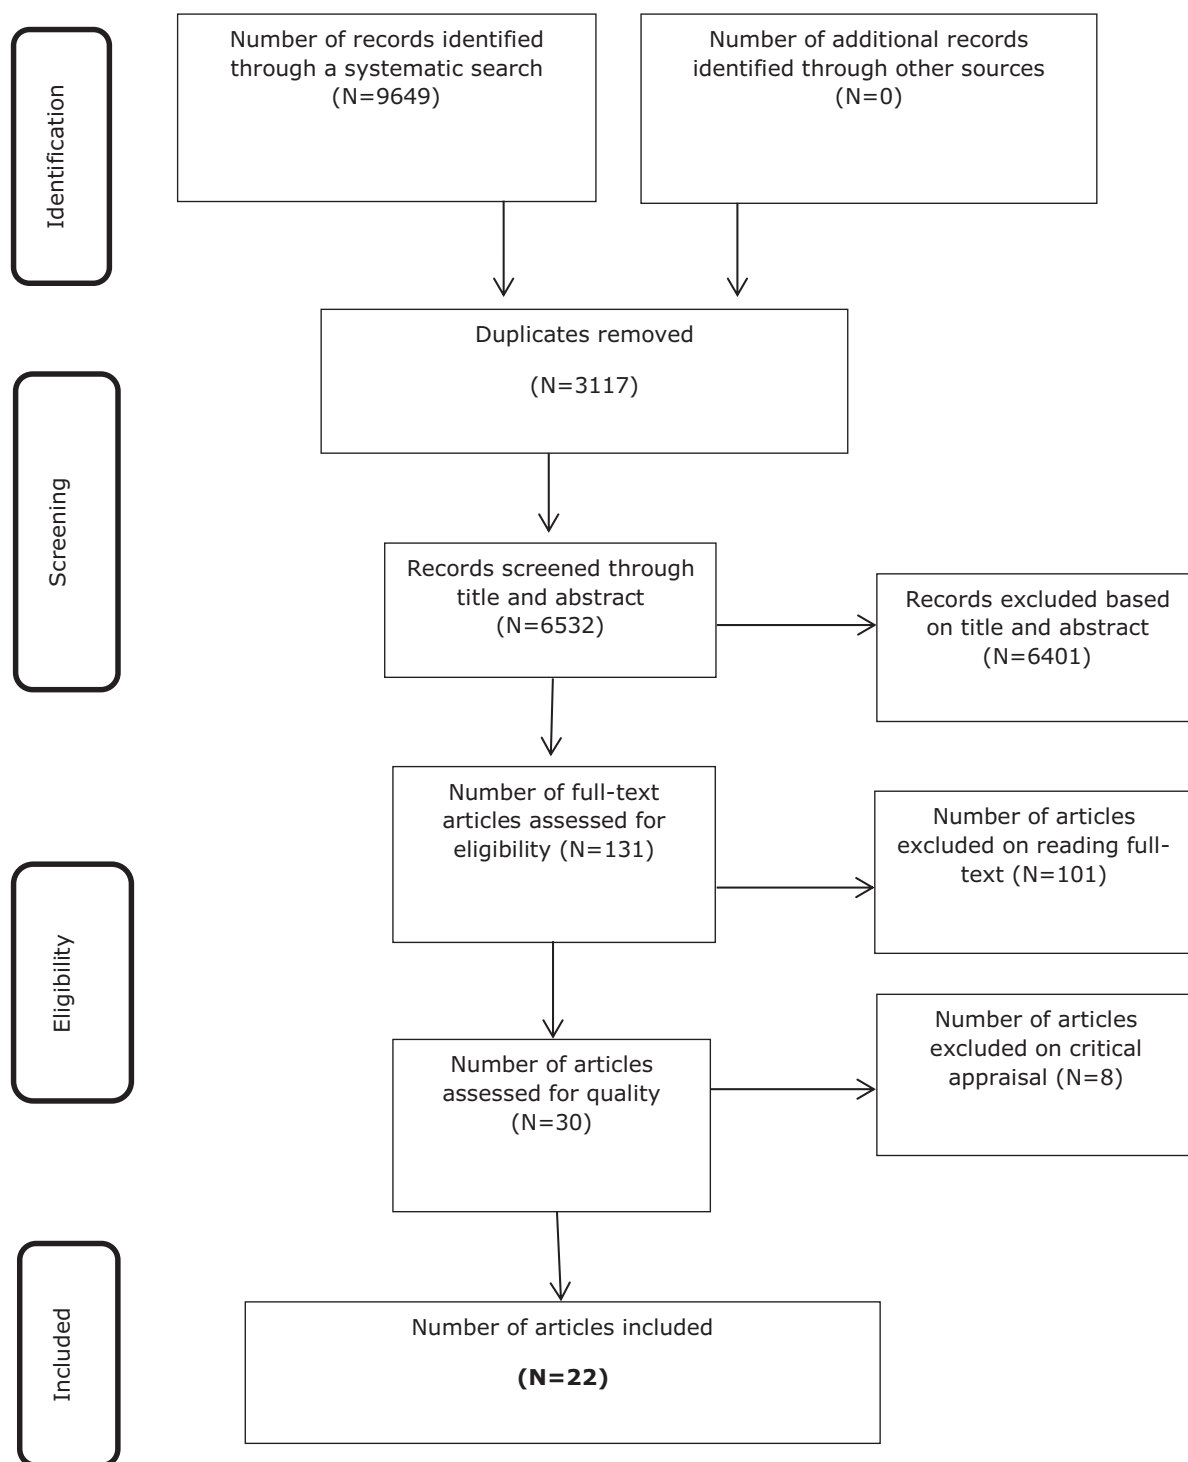 Identification
Number of records identified
through a systematic search
(N=9649)
Number of additional records
identified through other sources
(N=0)
Duplicates removed
(N=3117)
Screening
Records screened through
title and abstract
(N=6532)
Records excluded based
on title and abstract
(N=6401)
Number of full-text
articles assessed for
eligibility (N=131)
Number of articles
excluded on reading full-
text (N=101)
Eligibility
Number of articles
assessed for quality
(N=30)
Number of articles
excluded on critical
appraisal (N=8)
Included
Number of articles included
(N=22)